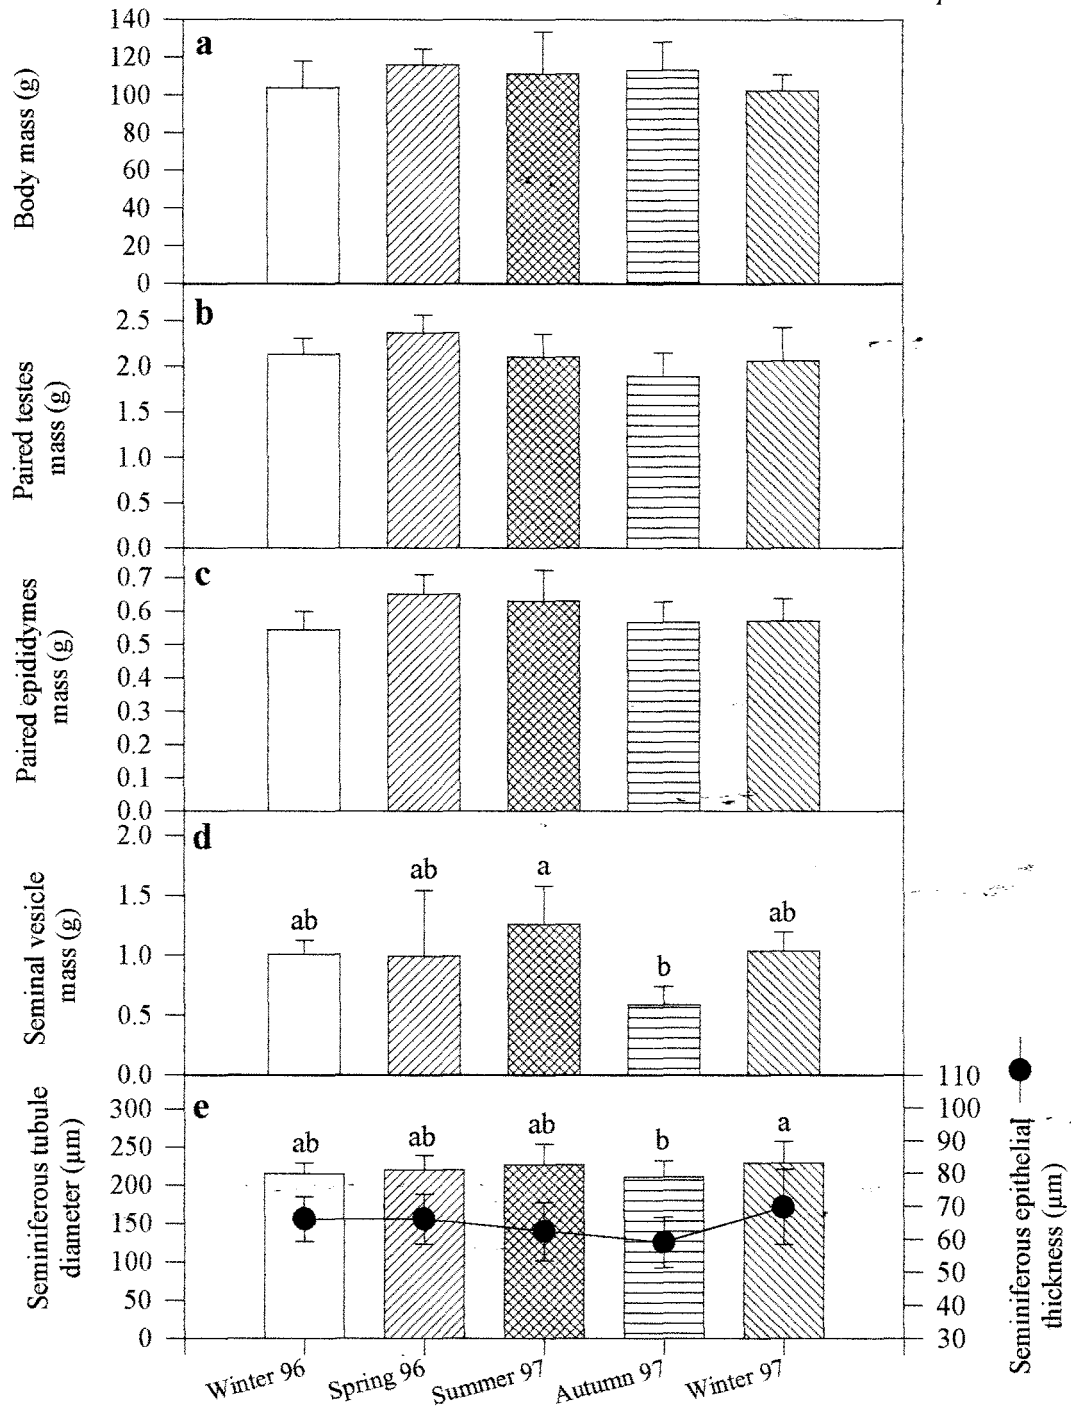 a
Body mass (g)
140
120
100
80
60
40
20
0
b
Paired testes
mass (g)
2.5
2.0
1.5
1.0
0.5
0.0
c
Paired epididymes
mass (g)
0.7
0.6
0.5
0.4
0.3
0.2
0.1
0.0
d
Seminal vesicle
mass (g)
2.0
1.5
1.0
0.5
0.0
ab
ab
a
b
ab
e
Seminiferous tubule
diameter (µm)
300
250
200
150
100
50
0
ab
ab
ab
b
a
110
100
90
80
70
60
50
40
30
Seminiferous epithelial
thickness (µm)
Winter 96
Spring 96
Summer 97
Autumn 97
Winter 97